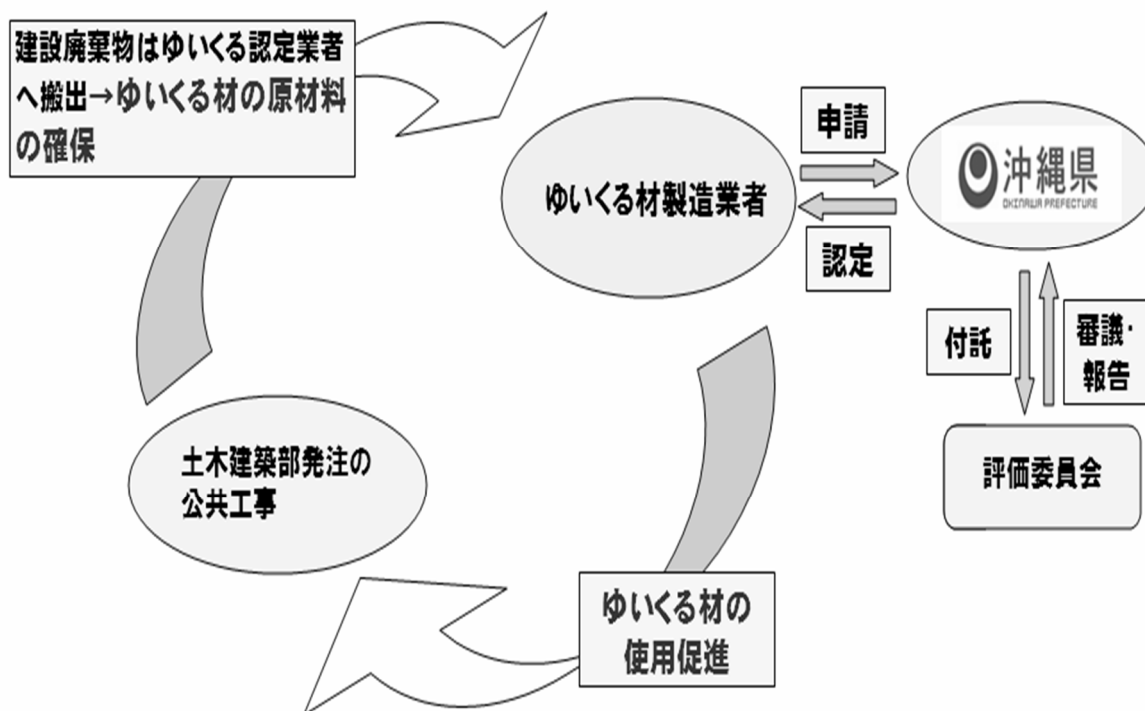 建設廃棄物はゆいくる認定業者
へ搬出→ゆいくる材の原材料
の確保
ゆいくる材製造業者
申請
認定
沖縄県
OKINAWA PREFECTURE
付託
審議・
報告
評価委員会
土木建築部発注の
公共工事
ゆいくる材の
使用促進